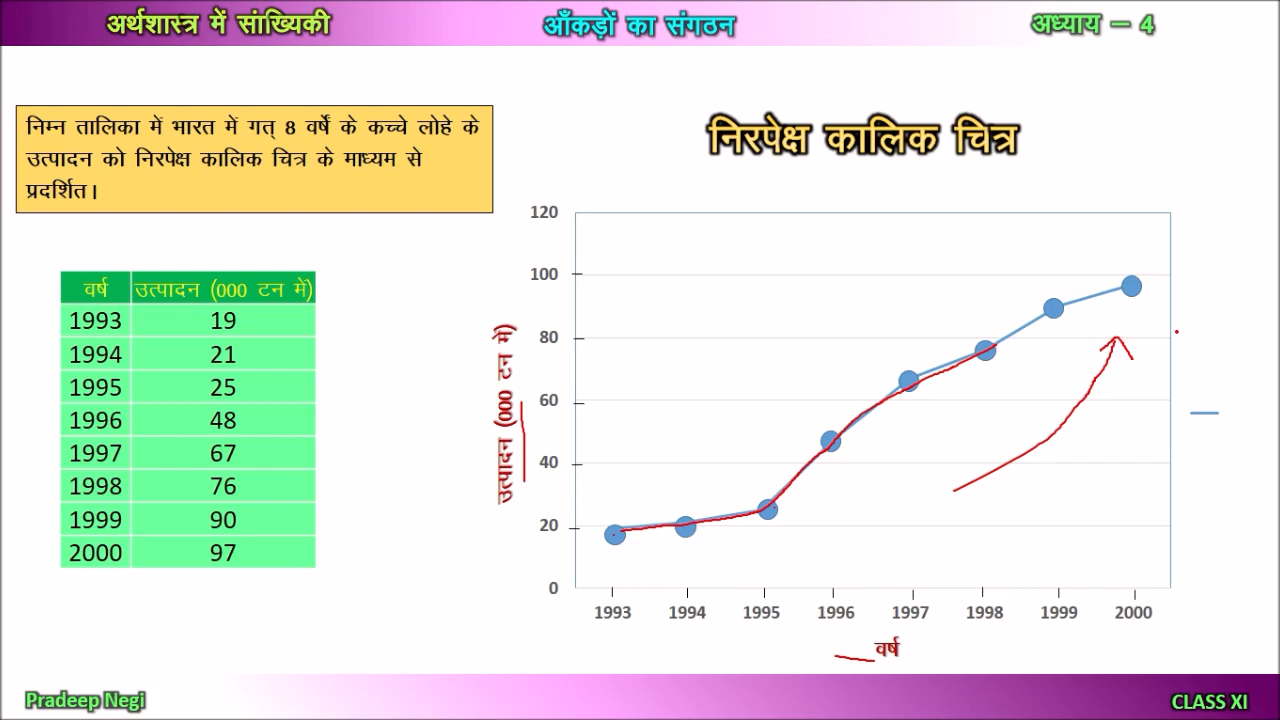 अर्थशास्त्र में सांख्यिकी
आँकड़ों का संगठन
अध्याय – 4
निम्न तालिका में भारत में गत् 8 वर्षें के कच्चे लोहे के
उत्पादन को निरपेक्ष कालिक चित्र के माध्यम से
प्रदर्शित।
वर्ष उत्पादन (000 टन में)
1993 19
1994 21
1995 25
1996 48
1997 67
1998 76
1999 90
2000 97
निरपेक्ष कालिक चित्र
उत्पादन (000 टन में)
120
100
80
60
40
20
0
1993 1994 1995 1996 1997 1998 1999 2000
वर्ष
Pradeep Negi
CLASS XI